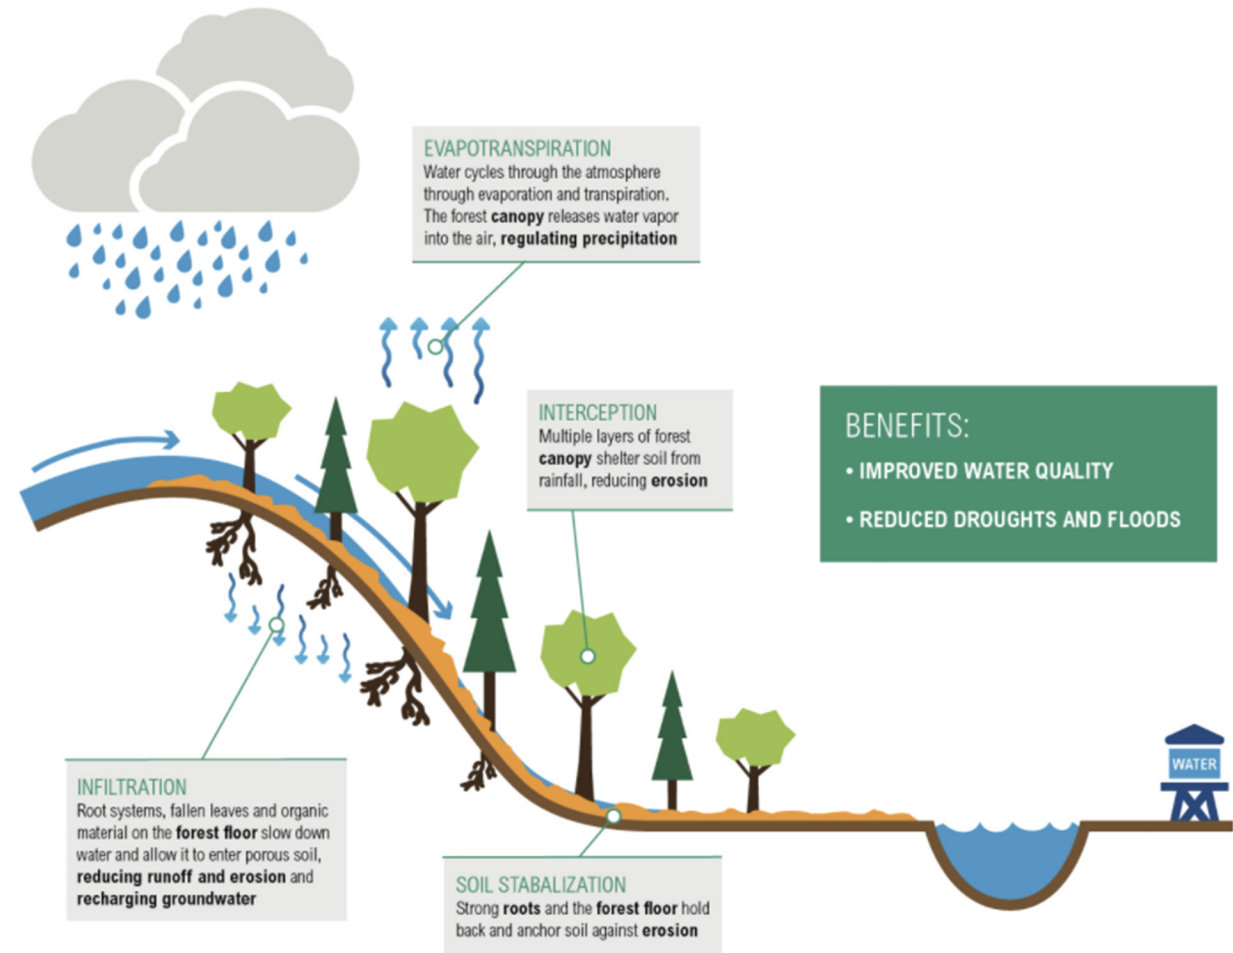 EVAPOTRANSPIRATION
Water cycles through the atmosphere
through evaporation and transpiration.
The forest canopy releases water vapor
into the air, regulating precipitation
INTERCEPTION
Multiple layers of forest
canopy shelter soil from
rainfall, reducing erosion
BENEFITS:
• IMPROVED WATER QUALITY
• REDUCED DROUGHTS AND FLOODS
WATER
INFILTRATION
Root systems, fallen leaves and organic
material on the forest floor slow down
water and allow it to enter porous soil,
reducing runoff and erosion and
recharging groundwater
SOIL STABALIZATION
Strong roots and the forest floor hold
back and anchor soil against erosion